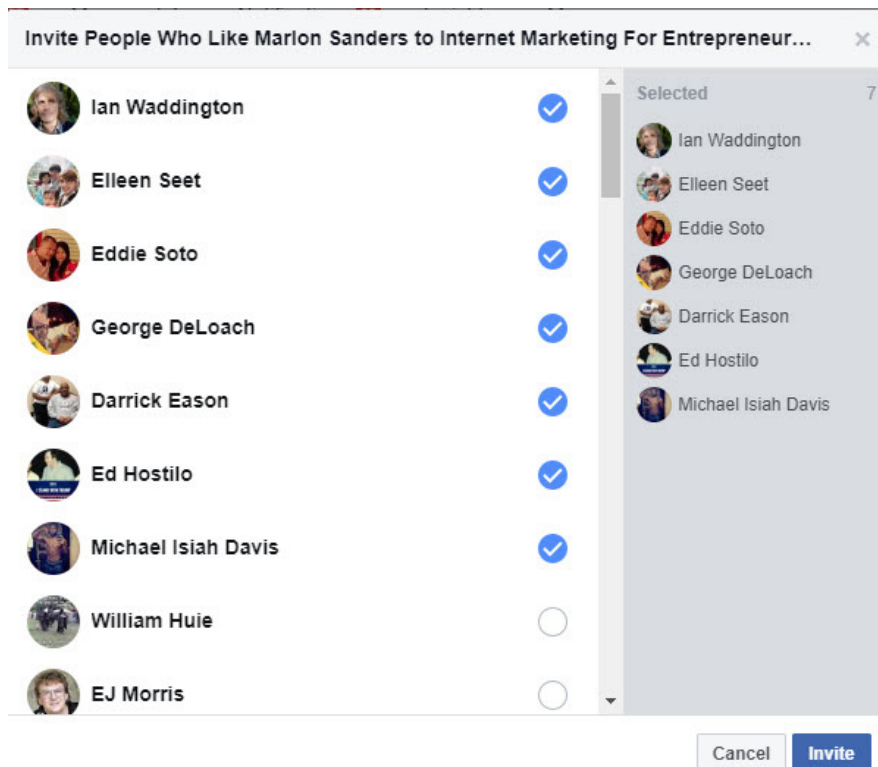 Invite People Who Like Marlon Sanders to Internet Marketing For Entrepreneur...
Ian Waddington
Elleen Seet
Eddie Soto
George DeLoach
Darrick Eason
Ed Hostilo
Michael Isiah Davis
William Huie
EJ Morris
Selected 7
Ian Waddington
Elleen Seet
Eddie Soto
George DeLoach
Darrick Eason
Ed Hostilo
Michael Isiah Davis
Cancel Invite